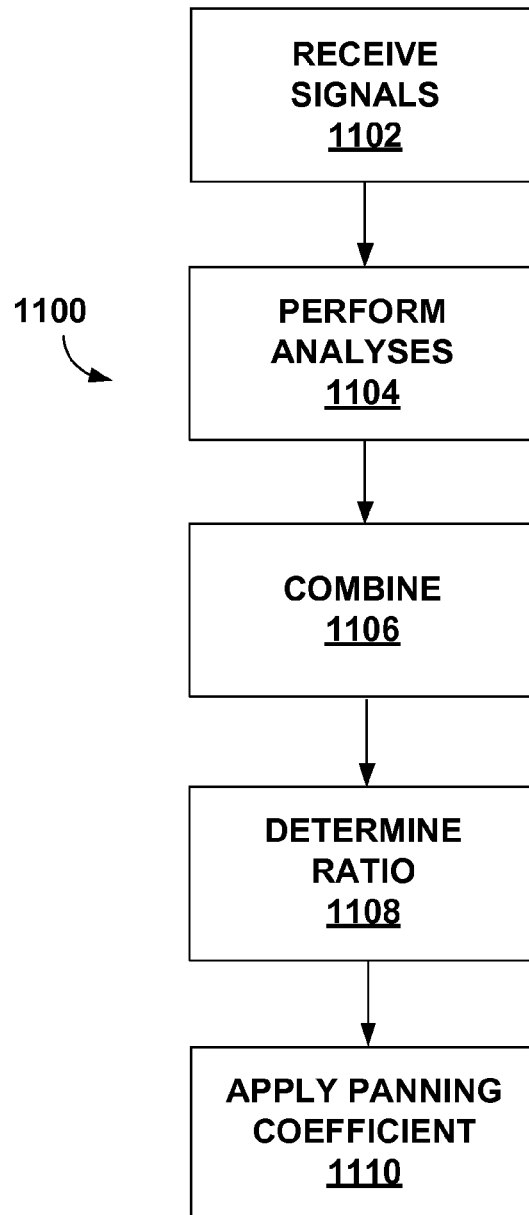 RECEIVE
SIGNALS
1102
1100
PERFORM
ANALYSES
1104
COMBINE
1106
DETERMINE
RATIO
1108
APPLY PANNING
COEFFICIENT
1110